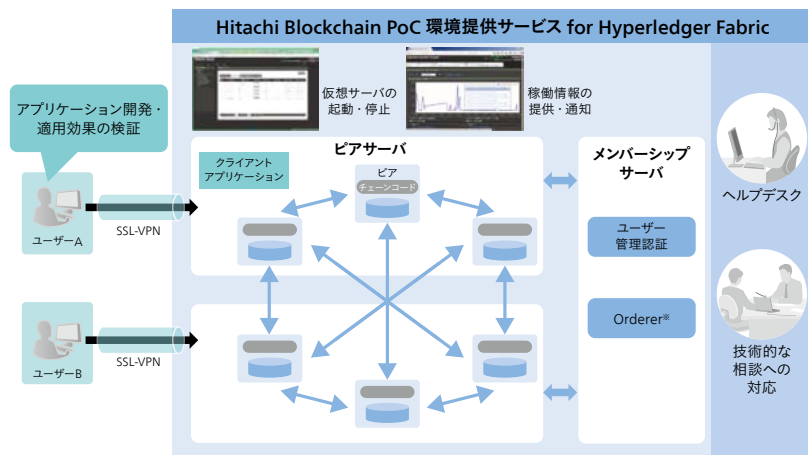 Hitachi Blockchain PoC 環境提供サービス for Hyperledger Fabric
仮想サーバの
起動・停止
稼働情報の
提供・通知
アプリケーション開発・
適用効果の検証
ユーザーA
SSL-VPN
ユーザーB
SSL-VPN
ピアサーバ
クライアント
アプリケーション
ピア
チェーンコード
メンバーシップ
サーバ
ユーザー
管理認証
Orderer※
ヘルプデスク
技術的な
相談への
対応